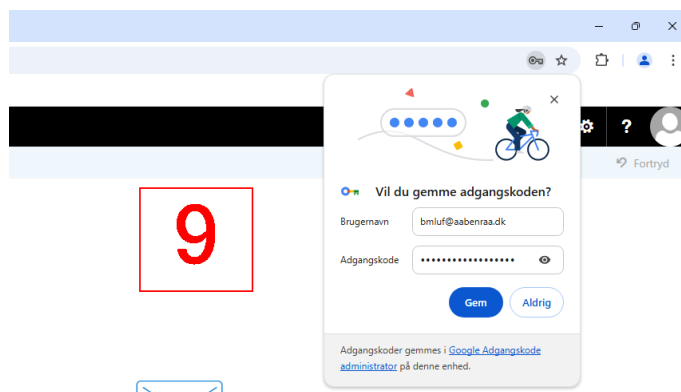 ?
Fortryd
9
Vil du gemme adgangskoden?
Brugernavn
bmluf@aabenraa.dk
Adgangskode
••••••••••••••••••
Gem
Aldrig
Adgangskoder gemmes i Google Adgangskode
administrator på denne enhed.